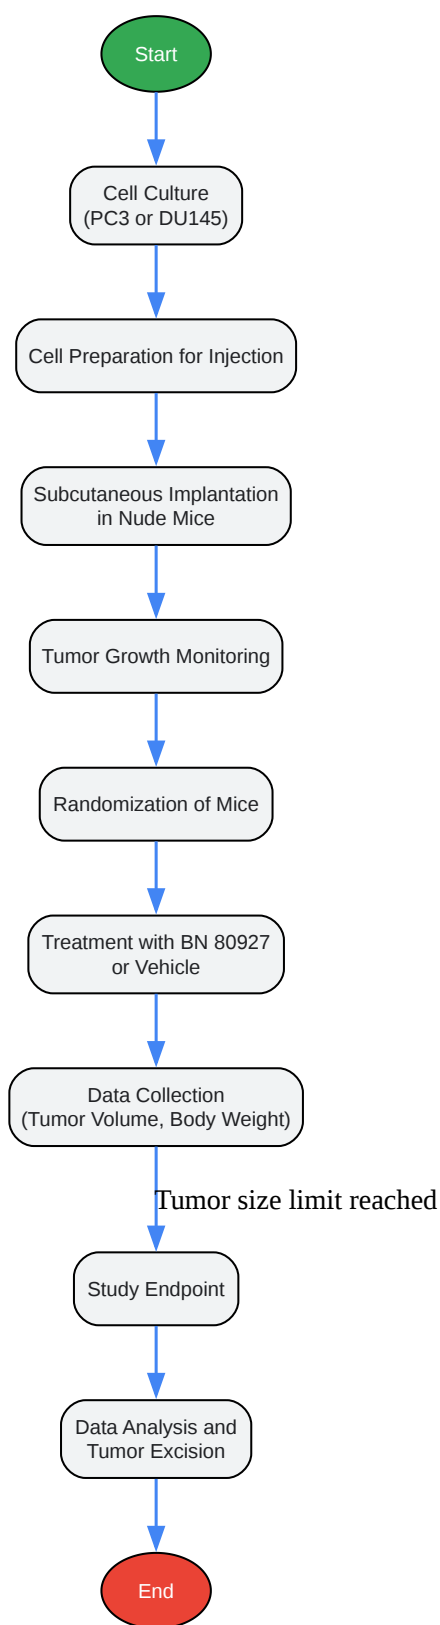 Start
Cell Culture
(PC3 or DU145)
Cell Preparation for Injection
Subcutaneous Implantation
in Nude Mice
Tumor Growth Monitoring
Randomization of Mice
Treatment with BN 80927
or Vehicle
Data Collection
(Tumor Volume, Body Weight)
Tumor size limit reached
Study Endpoint
Data Analysis and
Tumor Excision
End